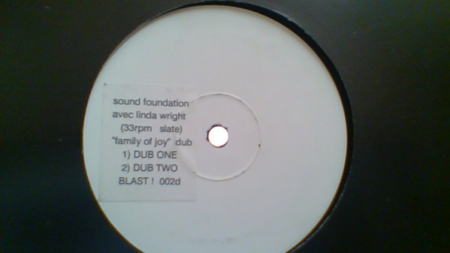 sound foundation
avec linda wright
(33rpm slate)
"family of joy" dub
1) DUB ONE
2) DUB TWO
BLAST ! 002d